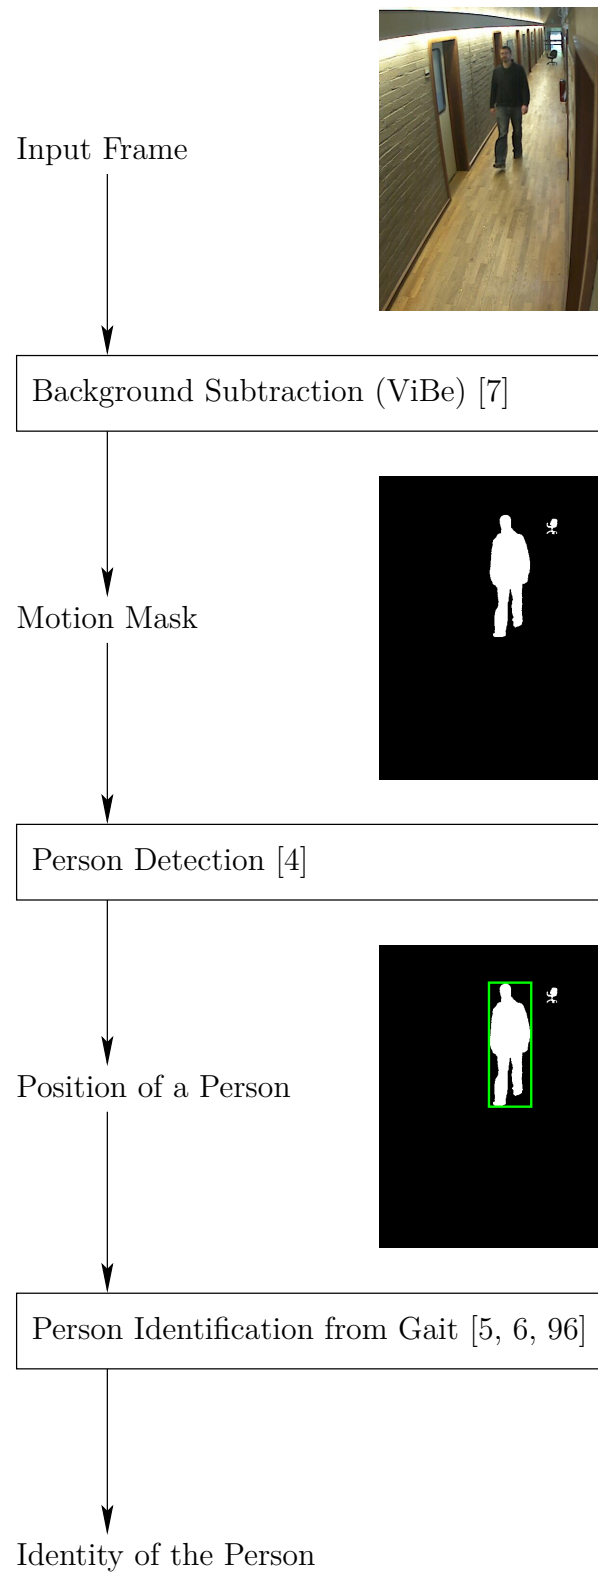 Input Frame
Background Subtraction (ViBe) [7]
Motion Mask
Person Detection [4]
Position of a Person
Person Identification from Gait [5, 6, 96]
Identity of the Person